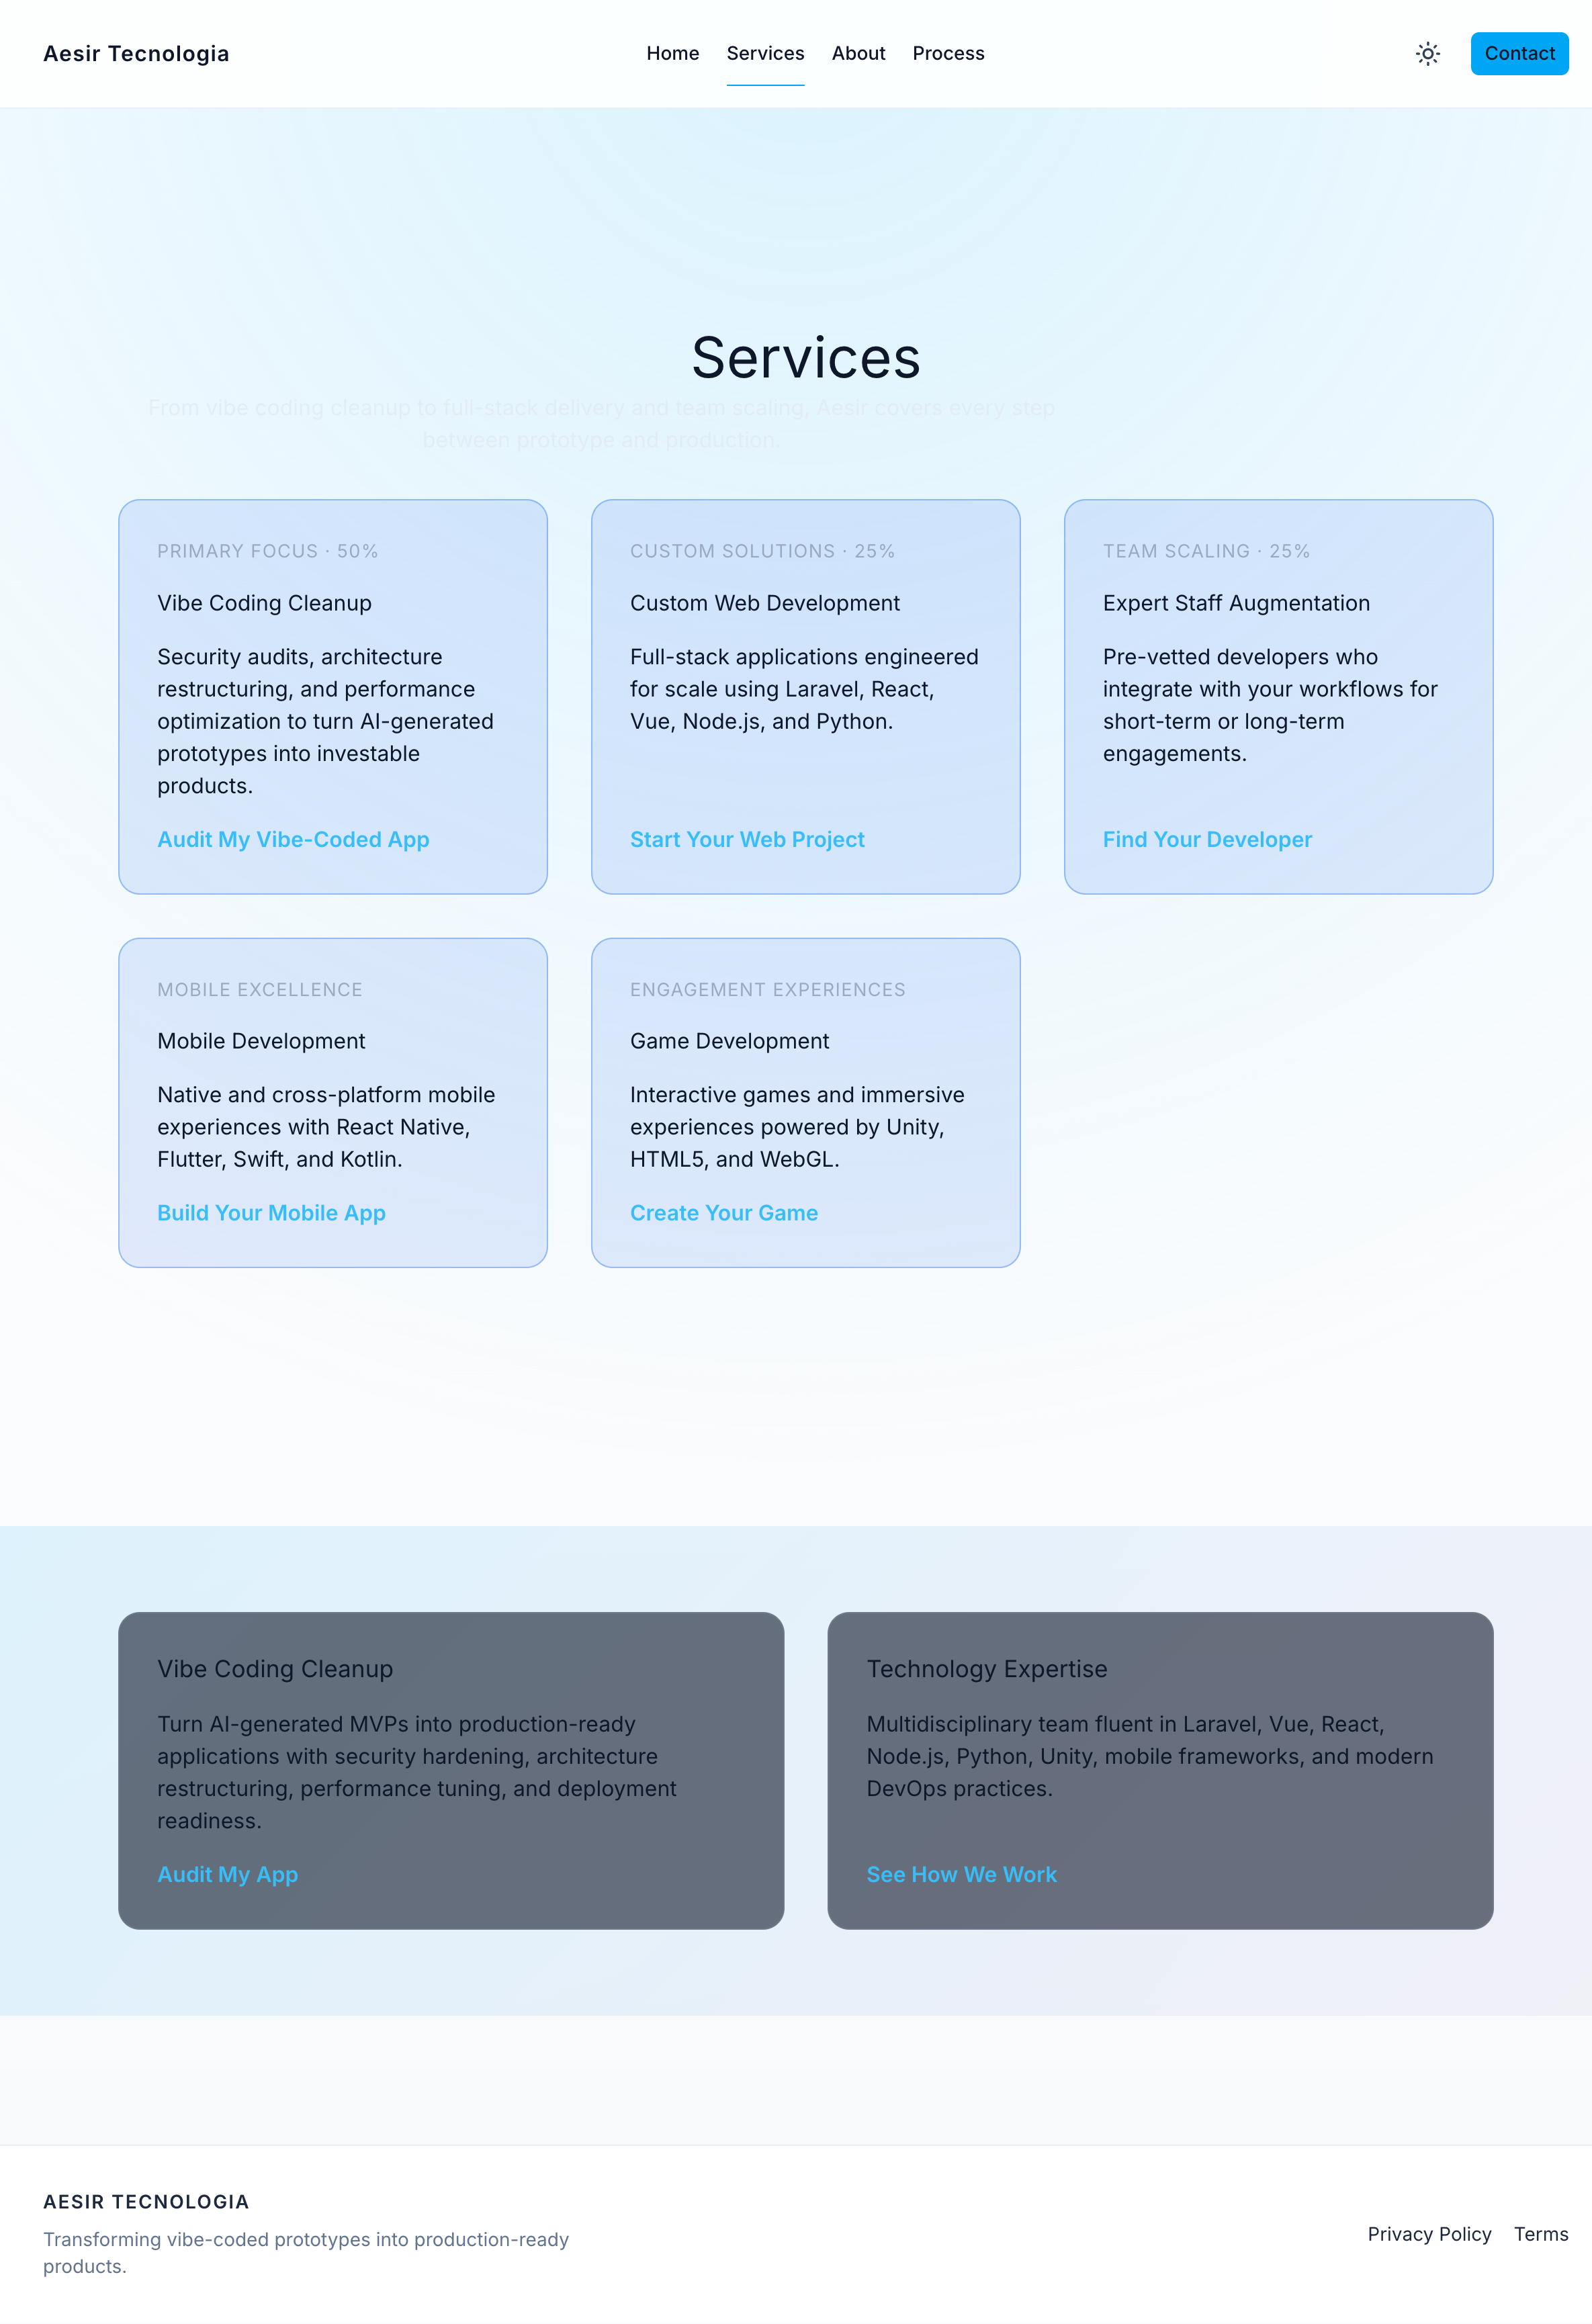 Aesir Tecnologia
Home Services About Process
Contact
Services
From vibe coding cleanup to full-stack delivery and team scaling, Aesir covers every step
between prototype and production.
PRIMARY FOCUS · 50%
Vibe Coding Cleanup
Security audits, architecture
restructuring, and performance
optimization to turn AI-generated
prototypes into investable
products.
Audit My Vibe-Coded App
CUSTOM SOLUTIONS · 25%
Custom Web Development
Full-stack applications engineered
for scale using Laravel, React,
Vue, Node.js, and Python.
Start Your Web Project
TEAM SCALING · 25%
Expert Staff Augmentation
Pre-vetted developers who
integrate with your workflows for
short-term or long-term
engagements.
Find Your Developer
MOBILE EXCELLENCE
Mobile Development
Native and cross-platform mobile
experiences with React Native,
Flutter, Swift, and Kotlin.
Build Your Mobile App
ENGAGEMENT EXPERIENCES
Game Development
Interactive games and immersive
experiences powered by Unity,
HTML5, and WebGL.
Create Your Game
Vibe Coding Cleanup
Turn AI-generated MVPs into production-ready
applications with security hardening, architecture
restructuring, performance tuning, and deployment
readiness.
Audit My App
Technology Expertise
Multidisciplinary team fluent in Laravel, Vue, React,
Node.js, Python, Unity, mobile frameworks, and modern
DevOps practices.
See How We Work
AESIR TECNOLOGIA
Transforming vibe-coded prototypes into production-ready
products.
Privacy Policy Terms